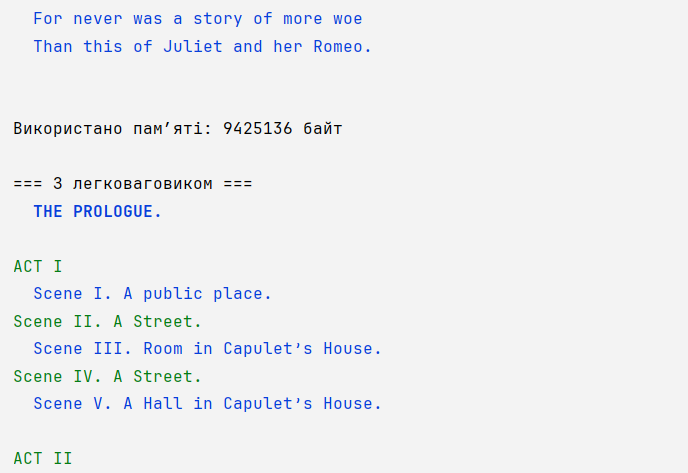 For never was a story of more woe
Than this of Juliet and her Romeo.
Використано пам’яті: 9425136 байт
=== З легковаговиком ===
THE PROLOGUE.
ACT I
Scene I. A public place.
Scene II. A Street.
Scene III. Room in Capulet’s House.
Scene IV. A Street.
Scene V. A Hall in Capulet’s House.
ACT II